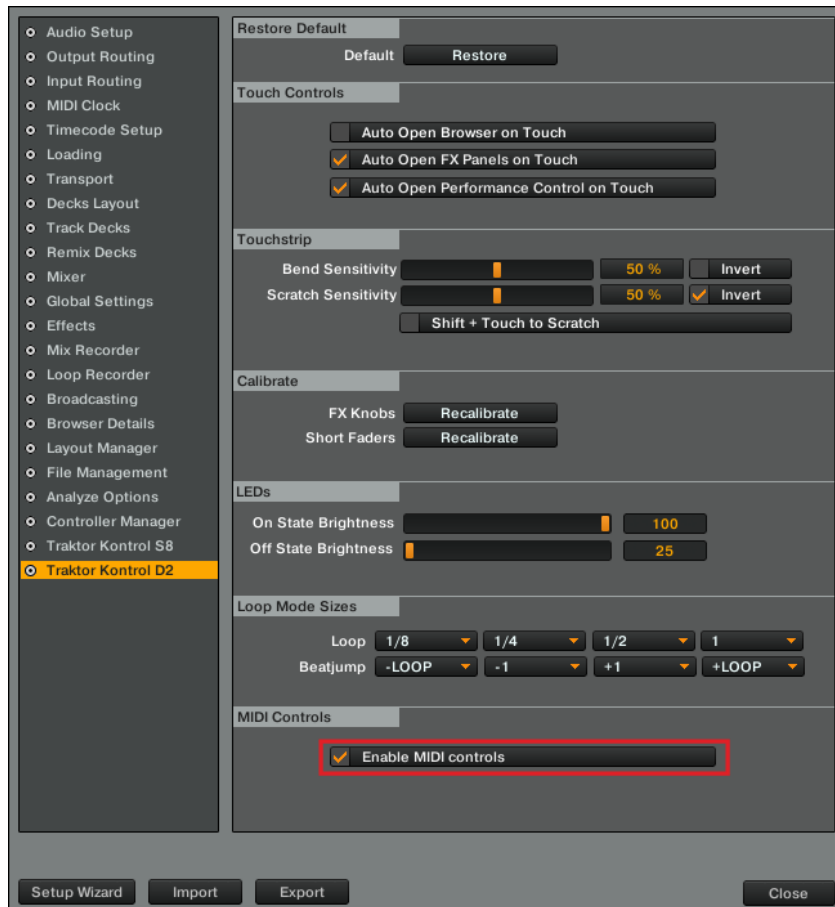 Audio Setup
Output Routing
Input Routing
MIDI Clock
Timecode Setup
Loading
Transport
Decks Layout
Track Decks
Remix Decks
Mixer
Global Settings
Effects
Mix Recorder
Loop Recorder
Broadcasting
Browser Details
Layout Manager
File Management
Analyze Options
Controller Manager
Traktor Kontrol S8
Traktor Kontrol D2
Restore Default
Default Restore
Touch Controls
Auto Open Browser on Touch
Auto Open FX Panels on Touch
Auto Open Performance Control on Touch
Touchstrip
Bend Sensitivity 50 % Invert
Scratch Sensitivity 50 % Invert
Shift + Touch to Scratch
Calibrate
FX Knobs Recalibrate
Short Faders Recalibrate
LEDs
On State Brightness 100
Off State Brightness 25
Loop Mode Sizes
Loop 1/8 1/4 1/2 1
Beatjump -LOOP -1 +1 +LOOP
MIDI Controls
Enable MIDI controls
Setup Wizard Import Export Close